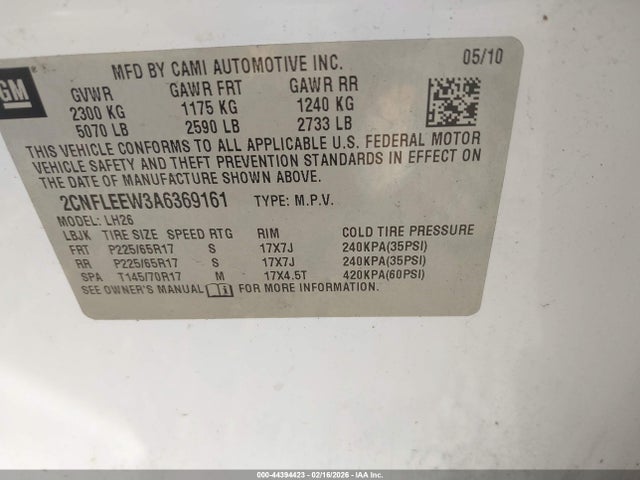 GM
MFD BY CAMI AUTOMOTIVE INC. 05/10
GVWR GAWR FRT GAWR RR
2300 KG 1175 KG 1240 KG
5070 LB 2590 LB 2733 LB
THIS VEHICLE CONFORMS TO ALL APPLICABLE U.S. FEDERAL MOTOR
VEHICLE SAFETY AND THEFT PREVENTION STANDARDS IN EFFECT ON
THE DATE OF MANUFACTURE SHOWN ABOVE.
2CNFLEEW3A6369161 TYPE: M.P.V.
MODEL: LH26
LBJK TIRE SIZE SPEED RTG RIM COLD TIRE PRESSURE
FRT P225/65R17 S 17X7J 240KPA(35PSI)
RR P225/65R17 S 17X7J 240KPA(35PSI)
SPA T145/70R17 M 17X4.5T 420KPA(60PSI)
SEE OWNER'S MANUAL FOR MORE INFORMATION.
000-44394423 - 02/16/2026 - IAA Inc.